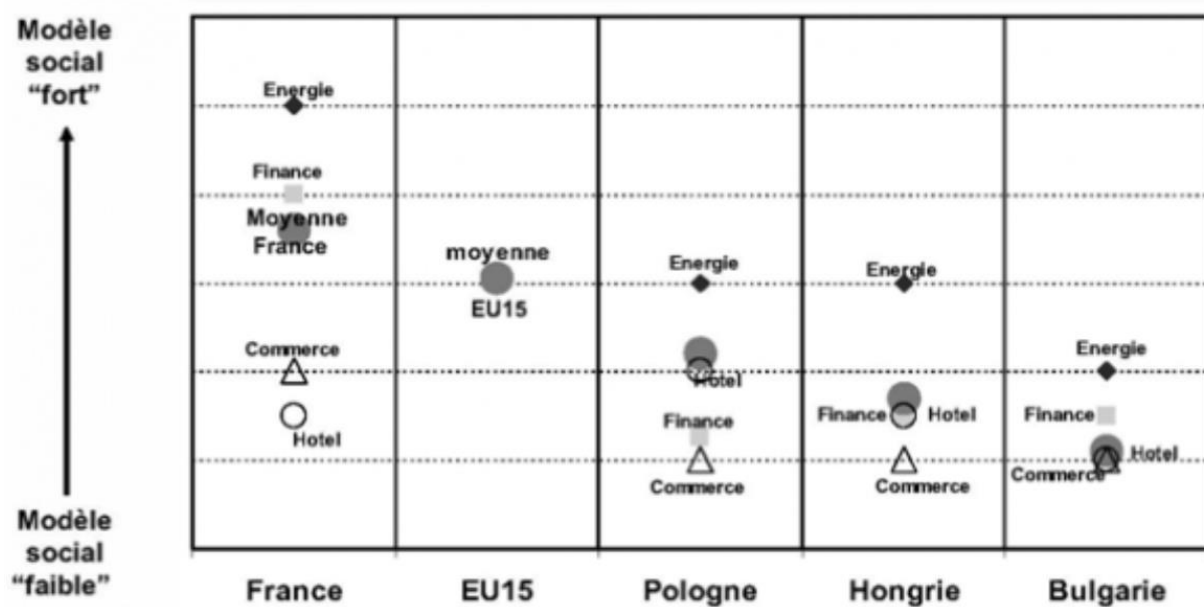 Modèle
social
“fort”
Modèle
social
“faible”
Energie
Finance
Moyenne
France
Commerce
Hotel
moyenne
EU15
Energie
Hotel
Finance
Commerce
Energie
Finance
Hotel
Commerce
Energie
Finance
Hotel
Commerce
France
EU15
Pologne
Hongrie
Bulgarie